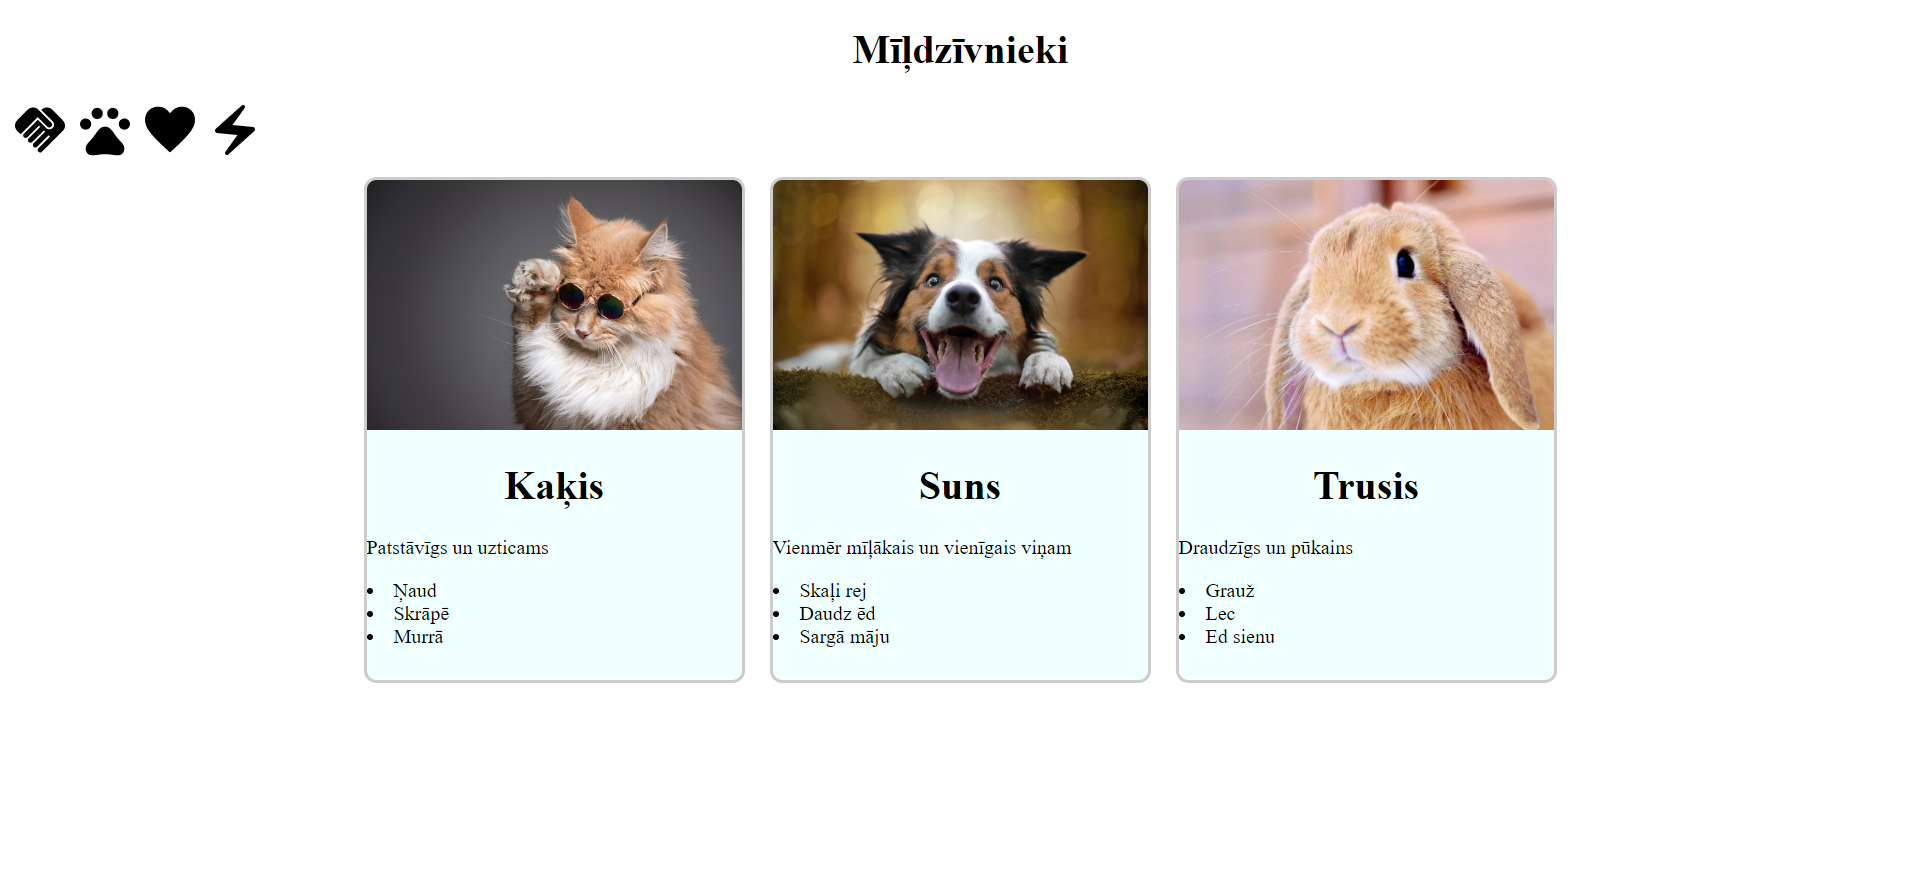 Mīļdzīvnieki
Kaķis
Patstāvīgs un uzticams
Ņaud
Skrāpē
Murrā
Suns
Vienmēr mīļākais un vienīgais viņam
Skaļi rej
Daudz ēd
Sargā māju
Trusis
Draudzīgs un pūkains
Grauž
Lec
Ed sienu